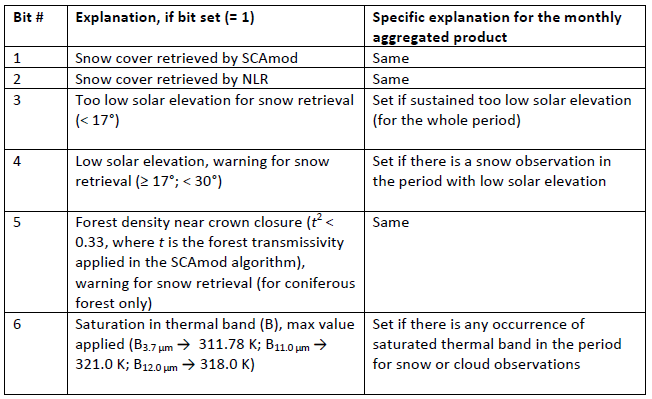 Bit # Explanation, if bit set (= 1) Specific explanation for the monthly
aggregated product
1 Snow cover retrieved by SCAmod Same
2 Snow cover retrieved by NLR Same
3 Too low solar elevation for snow retrieval Set if sustained too low solar elevation
(< 17°) (for the whole period)
4 Low solar elevation, warning for snow Set if there is a snow observation in
retrieval (≥ 17°; < 30°) the period with low solar elevation
5 Forest density near crown closure (t² < Same
0.33, where t is the forest transmissivity
applied in the SCAmod algorithm),
warning for snow retrieval (for coniferous
forest only)
6 Saturation in thermal band (B), max value Set if there is any occurrence of
applied (B3.7 µm → 311.78 K; B11.0 µm → saturated thermal band in the period
321.0 K; B12.0 µm → 318.0 K) for snow or cloud observations